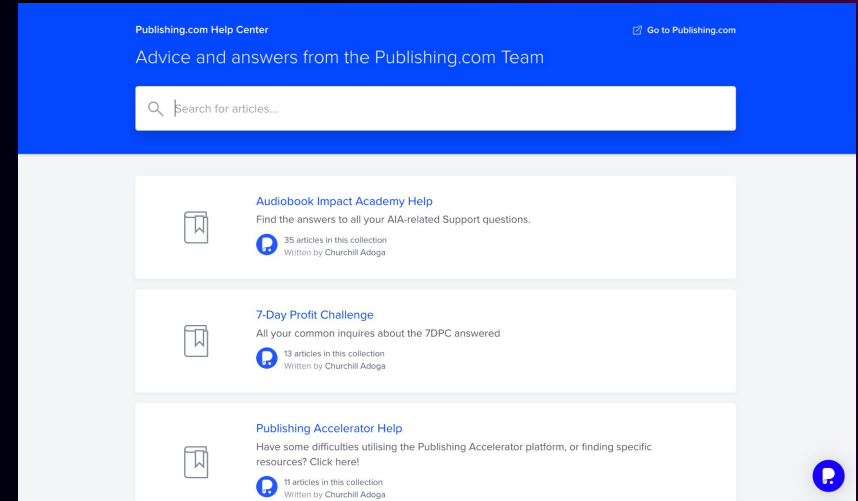 Publishing.com Help Center
Go to Publishing.com
Advice and answers from the Publishing.com Team
Search for articles...
Audiobook Impact Academy Help
Find the answers to all your AIA-related Support questions.
35 articles in this collection
Written by Churchill Adoga
7-Day Profit Challenge
All your common inquires about the 7DPC answered
13 articles in this collection
Written by Churchill Adoga
Publishing Accelerator Help
Have some difficulties utilising the Publishing Accelerator platform, or finding specific
resources? Click here!
11 articles in this collection
Written by Churchill Adoga